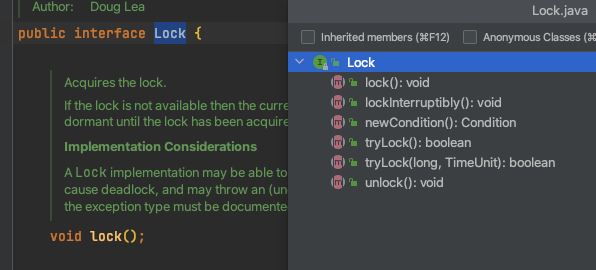 Author: Doug Lea
public interface Lock {
Acquires the lock.
If the lock is not available then the curre
dormant until the lock has been acquire
Implementation Considerations
A Lock implementation may be able to
cause deadlock, and may throw an (un
the exception type must be documente
void lock();
Lock.java
Inherited members (⌘F12) Anonymous Classes (⌘
Lock
lock(): void
lockInterruptibly(): void
newCondition(): Condition
tryLock(): boolean
tryLock(long, TimeUnit): boolean
unlock(): void